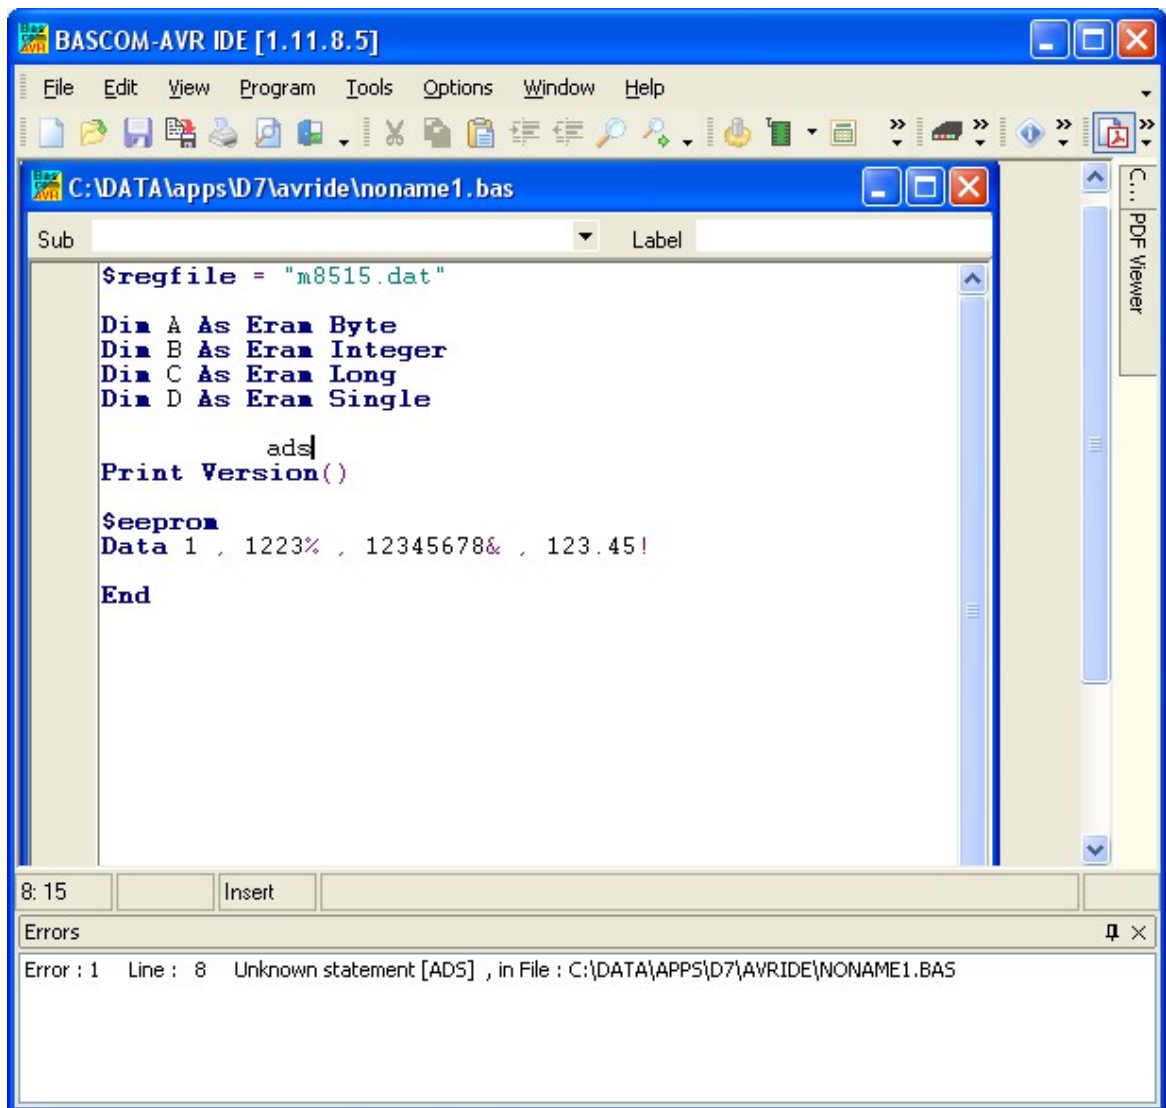 BASCOM-AVR IDE [1.11.8.5]
File Edit View Program Tools Options Window Help
C:\DATA\apps\D7\avride\noname1.bas
Sub Label
$regfile = "m8515.dat"
Dim A As Eram Byte
Dim B As Eram Integer
Dim C As Eram Long
Dim D As Eram Single
ads
Print Version()
$eeprom
Data 1 , 1223% , 12345678& , 123.45!
End
C...
PDF Viewer
8: 15 Insert
Errors
Error : 1 Line : 8 Unknown statement [ADS] , in File : C:\DATA\APPS\D7\AVRIDE\NONAME1.BAS